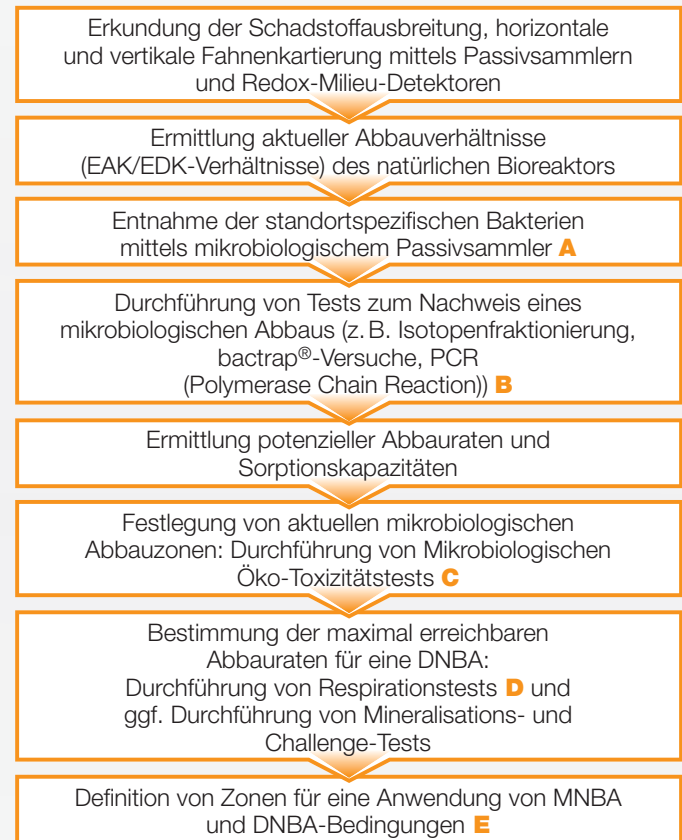 Erkundung der Schadstoffausbreitung, horizontale
und vertikale Fahnenkartierung mittels Passivsammlern
und Redox-Milieu-Detektoren
Ermittlung aktueller Abbauverhältnisse
(EAK/EDK-Verhältnisse) des natürlichen Bioreaktors
Entnahme der standortspezifischen Bakterien
mittels mikrobiologischem Passivsammler A
Durchführung von Tests zum Nachweis eines
mikrobiologischen Abbaus (z. B. Isotopenfraktionierung,
bactrap®-Versuche, PCR
(Polymerase Chain Reaction)) B
Ermittlung potenzieller Abbauraten und
Sorptionskapazitäten
Festlegung von aktuellen mikrobiologischen
Abbauzonen: Durchführung von Mikrobiologischen
Öko-Toxizitätstests C
Bestimmung der maximal erreichbaren
Abbauraten für eine DNBA:
Durchführung von Respirationstests D und
ggf. Durchführung von Mineralisations- und
Challenge-Tests
Definition von Zonen für eine Anwendung von MNBA
und DNBA-Bedingungen E